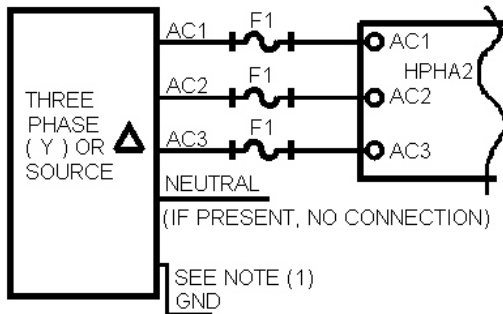 AC1
F1
AC1
HPHA2
AC2
F1
AC2
THREE
PHASE
( Y ) OR
SOURCE
AC3
F1
AC3
NEUTRAL
(IF PRESENT, NO CONNECTION)
SEE NOTE (1)
GND